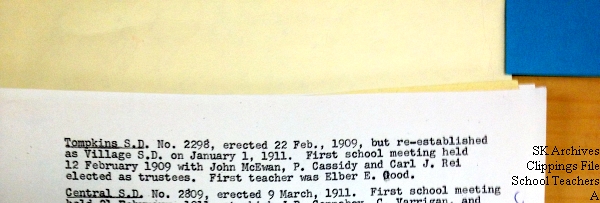 Tompkins S.D. No. 2298, erected 22 Feb., 1909, but re-established
as Village S.D. on January 1, 1911. First school meeting held
12 February 1909 with John McEwan, P. Cassidy and Carl J. Rei
elected as trustees. First teacher was Elber E. Good.
Central S.D. No. 2809, erected 9 March, 1911. First school meeting
SK Archives
Clippings File
School Teachers
A